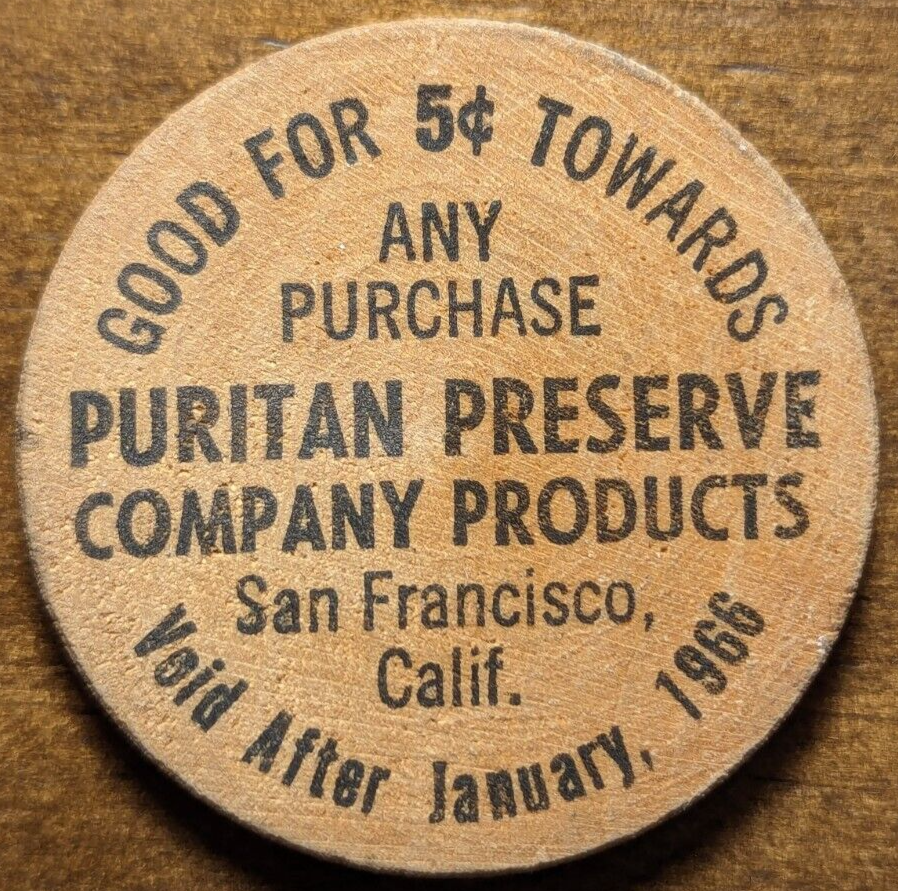 GOOD FOR 5¢ TOWARDS
ANY
PURCHASE
PURITAN PRESERVE
COMPANY PRODUCTS
San Francisco,
Calif.
Void After January, 1966